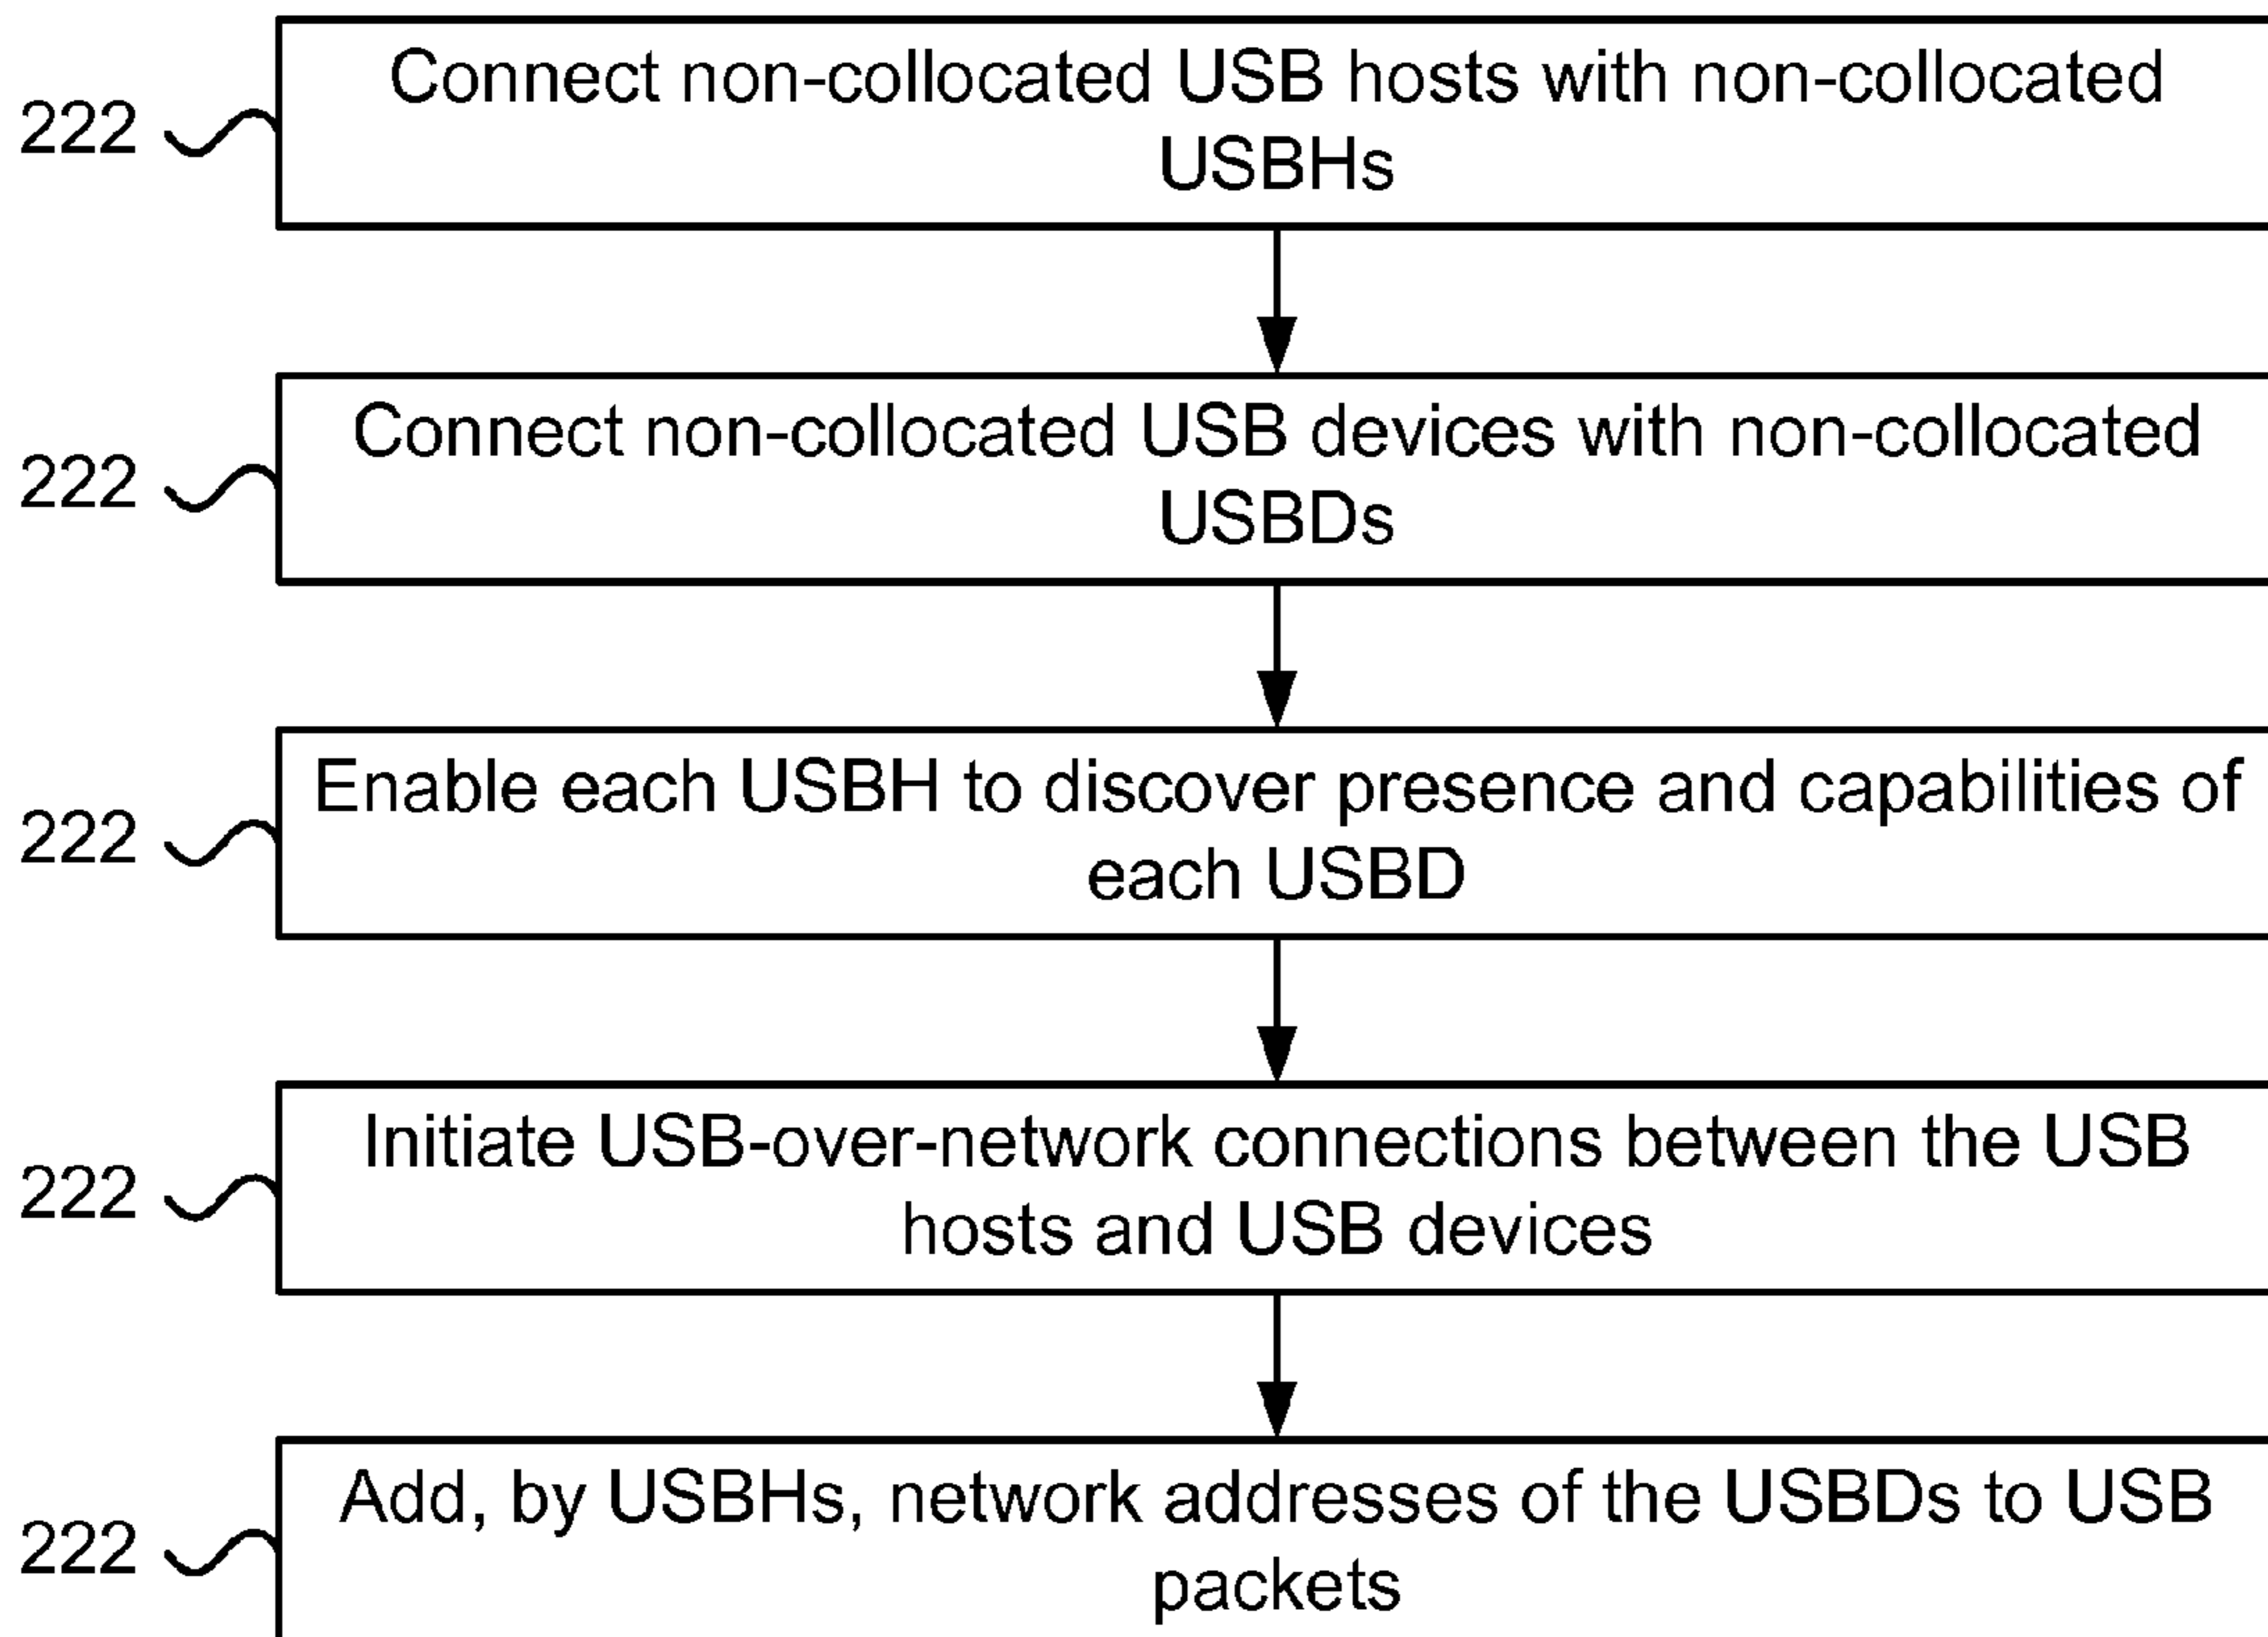 Connect non-collocated USB hosts with non-collocated
222
USBHs
Connect non-collocated USB devices with non-collocated
222
USBDs
Enable each USBH to discover presence and capabilities of
222
each USBD
Initiate USB-over-network connections between the USB
222
hosts and USB devices
Add, by USBHs, network addresses of the USBDs to USB
222
packets